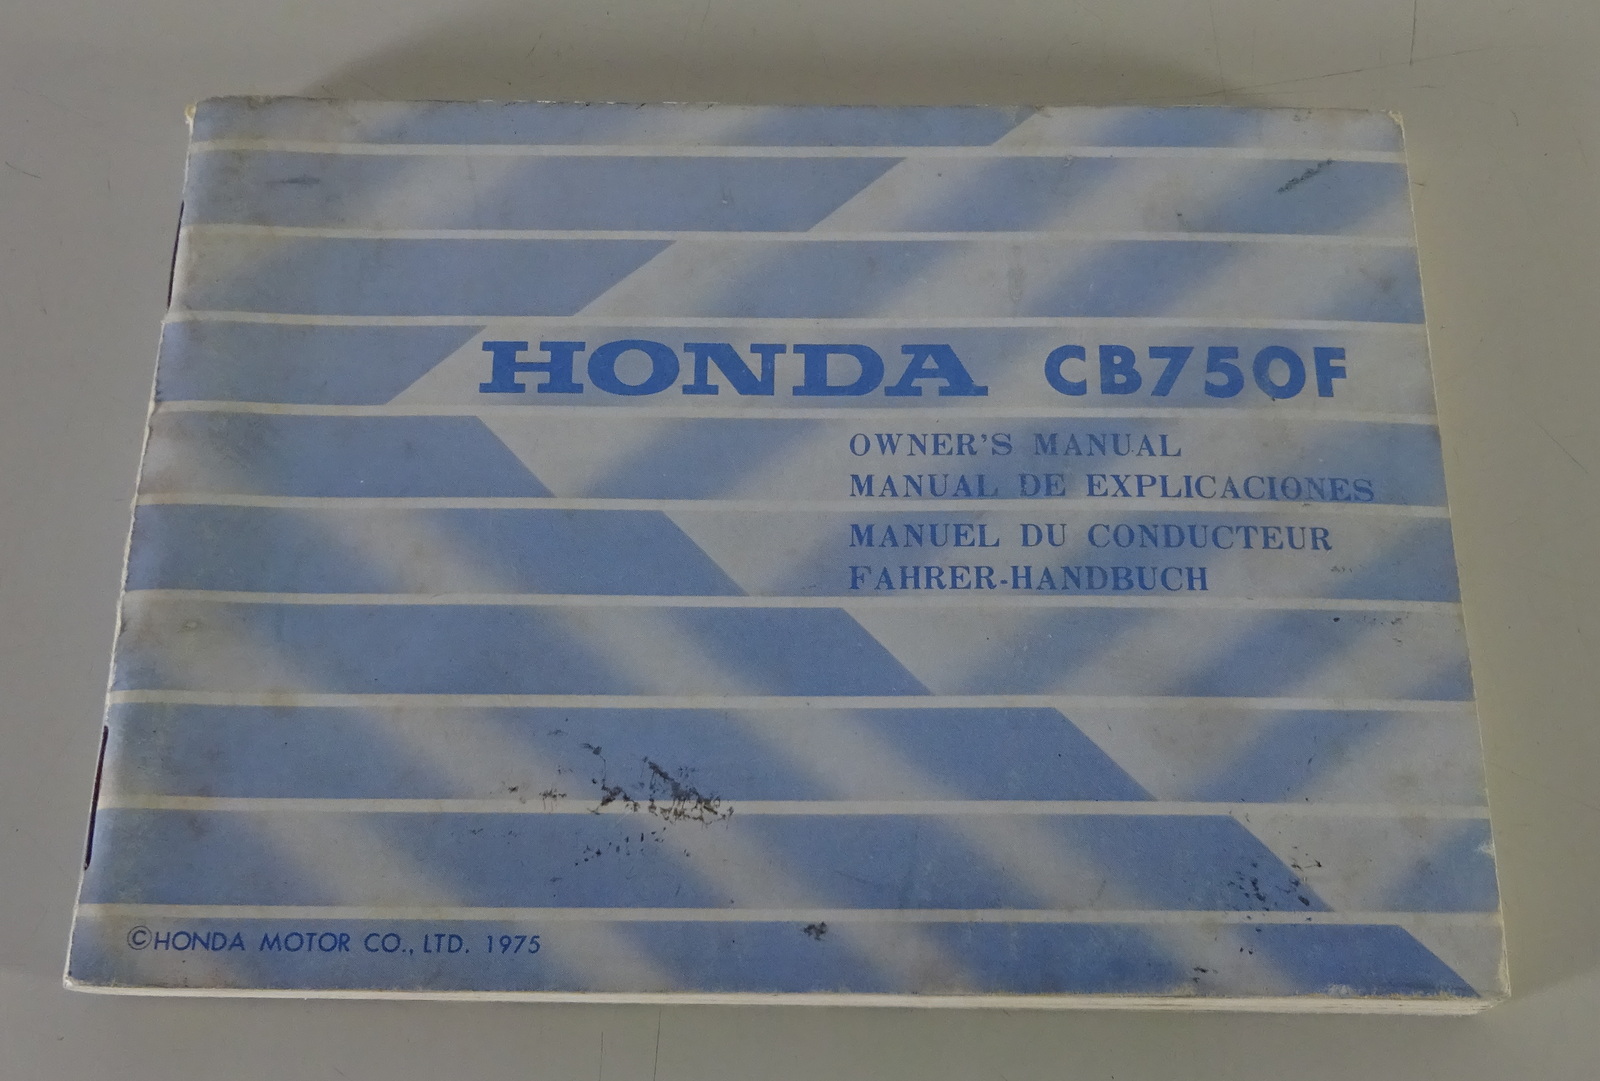 HONDA CB750F
OWNER'S MANUAL
MANUAL DE EXPLICACIONES
MANUEL DU CONDUCTEUR
FAHRER-HANDBUCH
©HONDA MOTOR CO., LTD. 1975